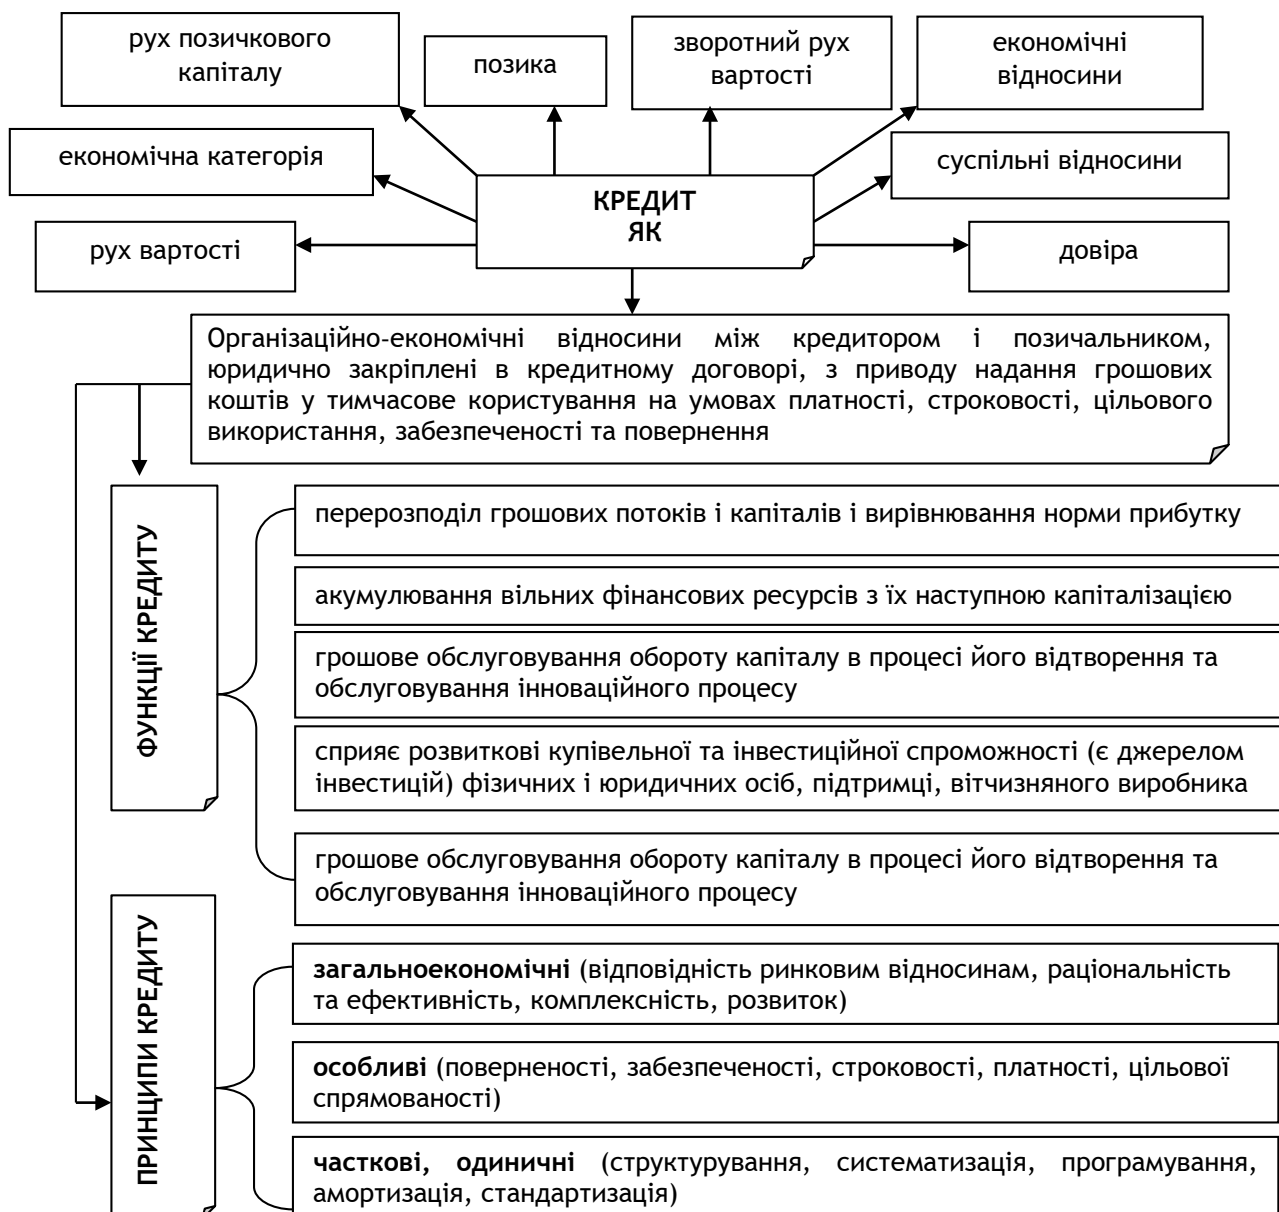 рух позичкового
капіталу
позика
зворотний рух
вартості
економічні
відносини
економічна категорія
суспільні відносини
КРЕДИТ
ЯК
рух вартості
довіра
Організаційно-економічні відносини між кредитором і позичальником,
юридично закріплені в кредитному договорі, з приводу надання грошових
коштів у тимчасове користування на умовах платності, строковості, цільового
використання, забезпеченості та повернення
ФУНКЦІЇ КРЕДИТУ
перерозподіл грошових потоків і капіталів і вирівнювання норми прибутку
акумулювання вільних фінансових ресурсів з їх наступною капіталізацією
грошове обслуговування обороту капіталу в процесі його відтворення та
обслуговування інноваційного процесу
сприяє розвиткові купівельної та інвестиційної спроможності (є джерелом
інвестицій) фізичних і юридичних осіб, підтримці, вітчизняного виробника
грошове обслуговування обороту капіталу в процесі його відтворення та
обслуговування інноваційного процесу
ПРИНЦИПИ КРЕДИТУ
загальноекономічні (відповідність ринковим відносинам, раціональність
та ефективність, комплексність, розвиток)
особливі (поверненості, забезпеченості, строковості, платності, цільової
спрямованості)
часткові, одиничні (структурування, систематизація, програмування,
амортизація, стандартизація)